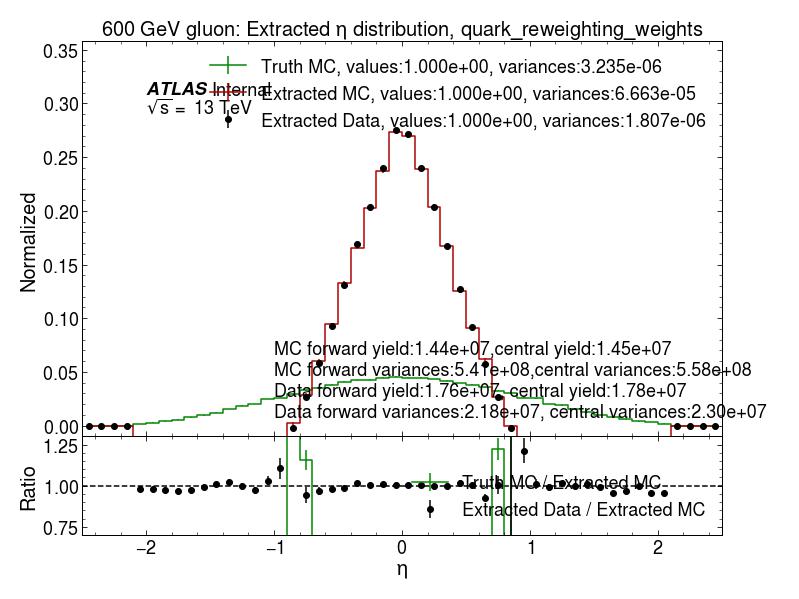 600 GeV gluon: Extracted η distribution, quark_reweighting_weights
Truth MC, values:1.000e+00, variances:3.235e-06
ATLAS Internal
Extracted MC, values:1.000e+00, variances:6.663e-05
√s = 13 TeV
Extracted Data, values:1.000e+00, variances:1.807e-06
Normalized
0.35
0.30
0.25
0.20
0.15
0.10
0.05
0.00
MC forward yield:1.44e+07,central yield:1.45e+07
MC forward variances:5.41e+08,central variances:5.58e+08
Data forward yield:1.76e+07, central yield:1.78e+07
Data forward variances:2.18e+07, central variances:2.30e+07
Ratio
1.25
1.00
0.75
Truth MC / Extracted MC
Extracted Data / Extracted MC
−2 −1 0 1 2
η